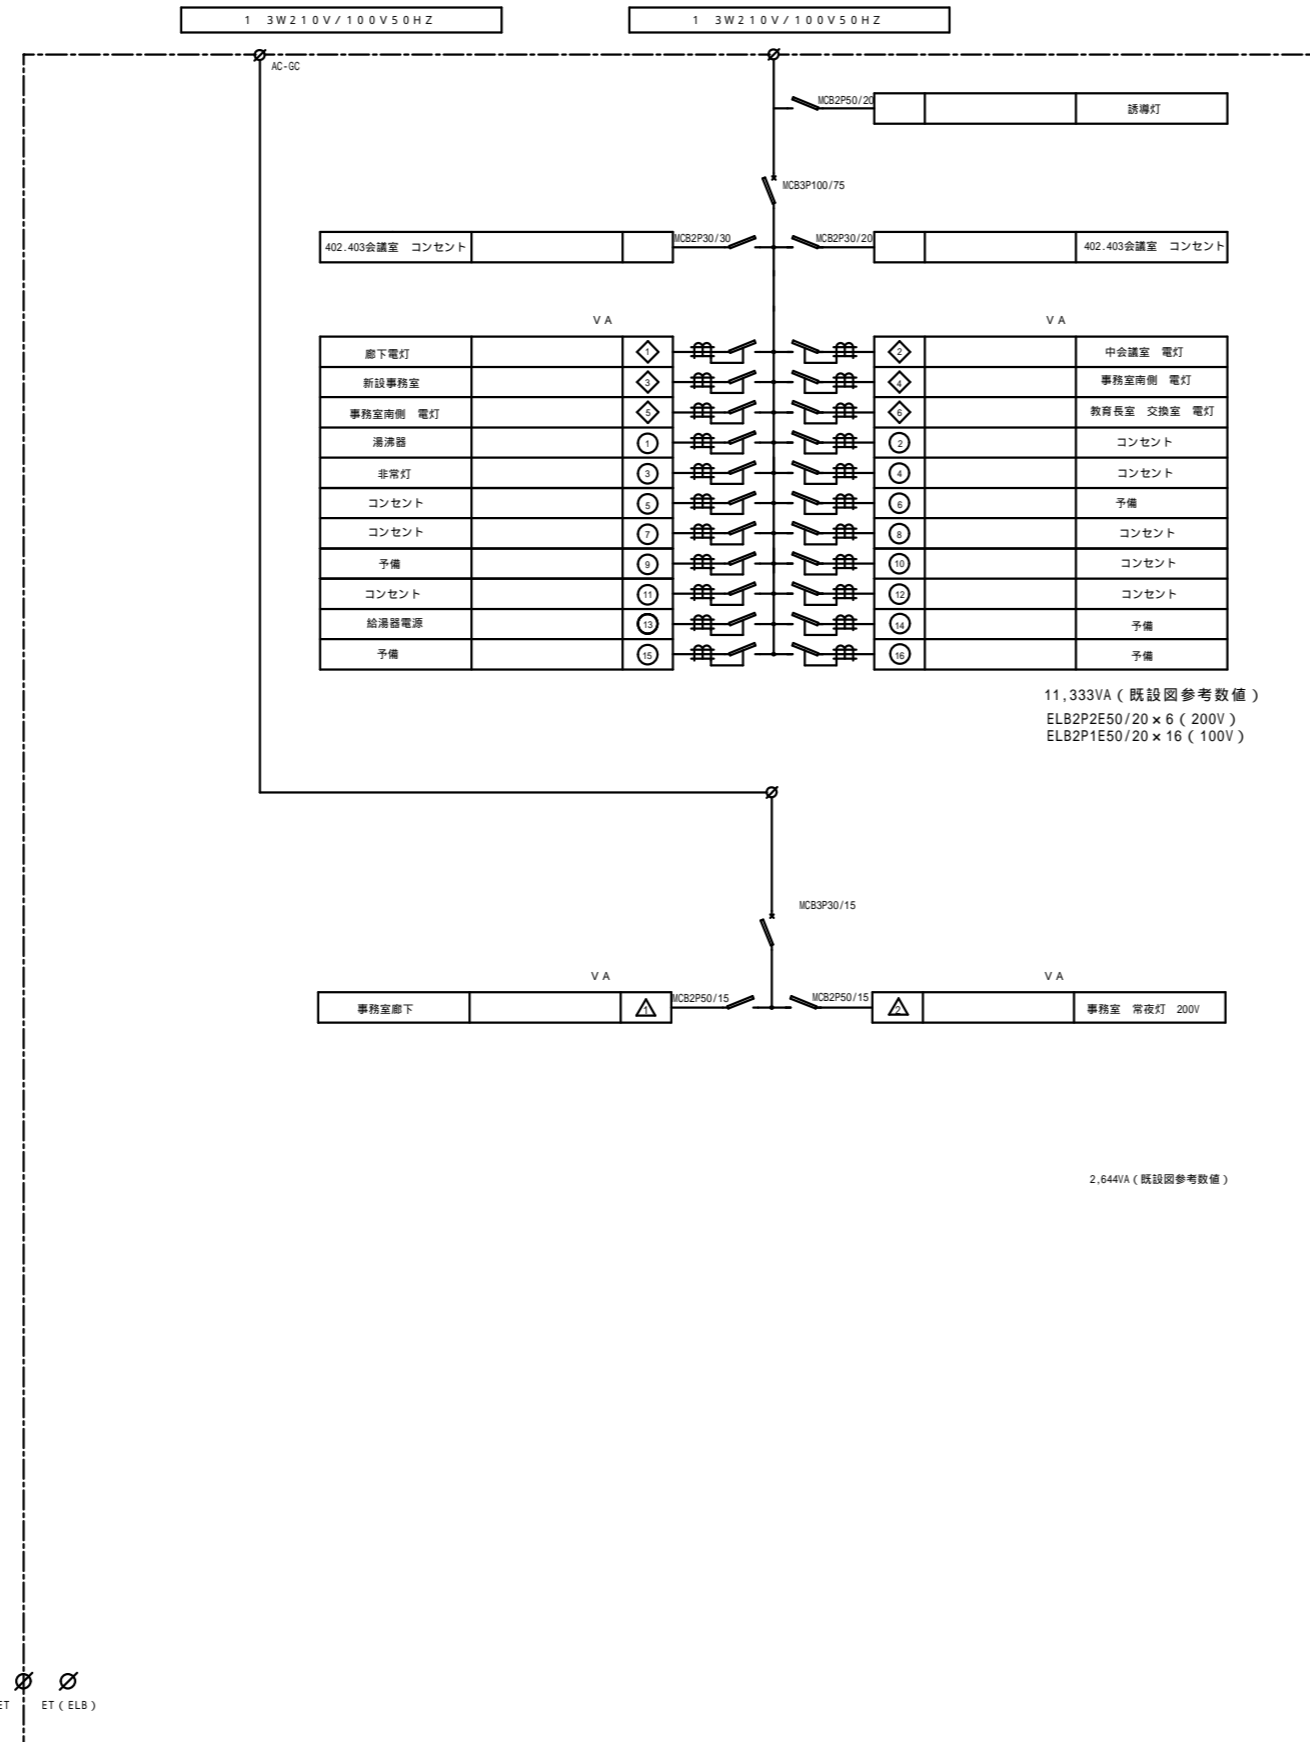 1 3W210V/100V50HZ
1 3W210V/100V50HZ
AC-GC
MCB2P50/20
誘導灯
MCB3P100/75
402.403会議室 コンセント
MCB2P30/30
MCB2P30/20
402.403会議室 コンセント
VA
VA
廊下電灯 1
2 中会議室 電灯
新設事務室 3
4 事務室南側 電灯
事務室南側 電灯 5
6 教育長室 交換室 電灯
湯沸器 1
2 コンセント
非常灯 3
4 コンセント
コンセント 5
6 予備
コンセント 7
8 コンセント
予備 9
10 コンセント
コンセント 11
12 コンセント
給湯器電源 13
14 予備
予備 15
16 予備
11,333VA(既設図参考数値)
ELB2P2E50/20×6(200V)
ELB2P1E50/20×16(100V)
MCB3P30/15
VA
VA
事務室廊下 1
MCB2P50/15
MCB2P50/15
2 事務室 常夜灯 200V
2,644VA(既設図参考数値)
ET
ET(ELB)